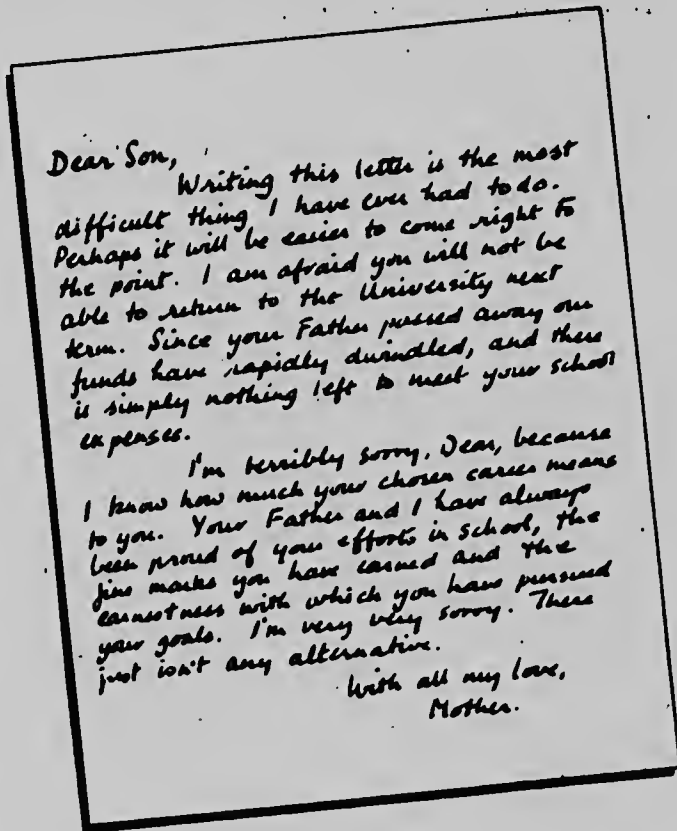 Dear Son,
Writing this letter is the most
difficult thing I have ever had to do.
Perhaps it will be easier to come right to
the point. I am afraid you will not be
able to return to the University next
term. Since your Father passed away our
funds have rapidly dwindled, and there
is simply nothing left to meet your school
expenses.
I'm terribly sorry, Dear, because
I know how much your chosen career means
to you. Your Father and I have always
been proud of your efforts in school, the
fine marks you have earned and the
earnestness with which you have pursued
your goals. I'm very very sorry. There
just isn't any alternative.
With all my love,
Mother.